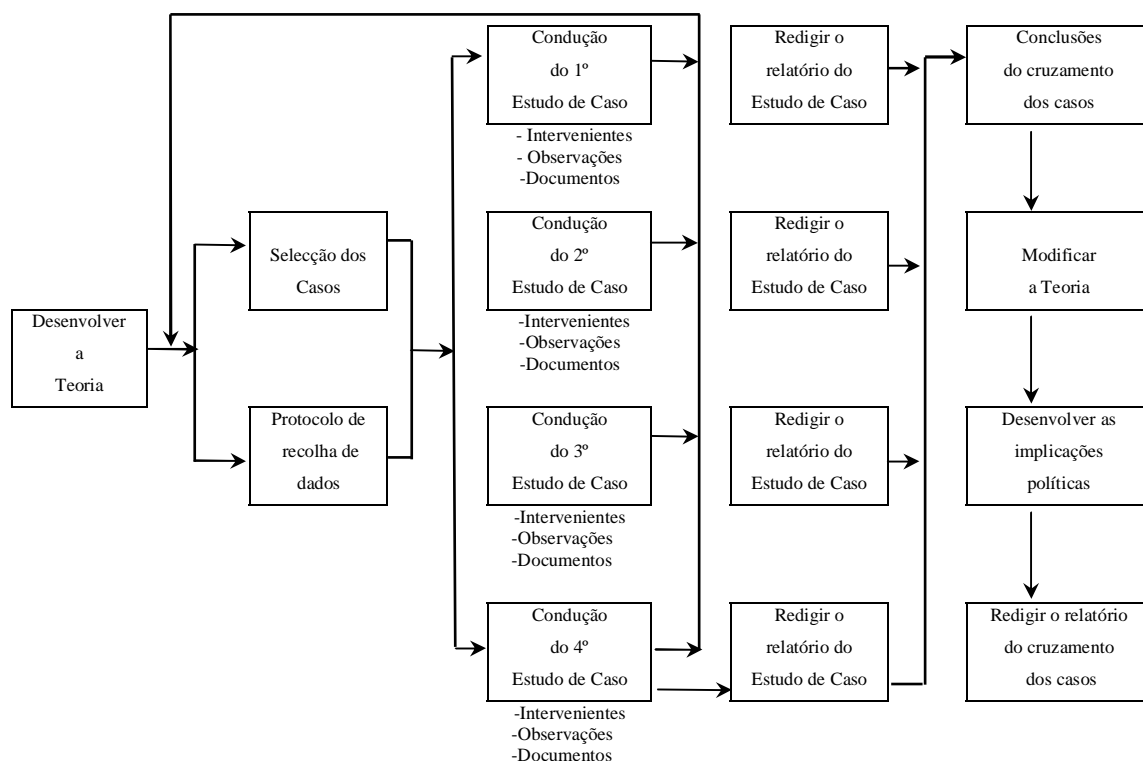 Desenvolver
a
Teoria
Selecção dos
Casos
Protocolo de
recolha de
dados
Condução
do 1º
Estudo de Caso
- Intervenientes
- Observações
-Documentos
Condução
do 2º
Estudo de Caso
-Intervenientes
-Observações
-Documentos
Condução
do 3º
Estudo de Caso
-Intervenientes
-Observações
-Documentos
Condução
do 4º
Estudo de Caso
-Intervenientes
-Observações
-Documentos
Redigir o
relatório do
Estudo de Caso
Redigir o
relatório do
Estudo de Caso
Redigir o
relatório do
Estudo de Caso
Redigir o
relatório do
Estudo de Caso
Conclusões
do cruzamento
dos casos
Modificar
a Teoria
Desenvolver as
implicações
políticas
Redigir o relatório
do cruzamento
dos casos